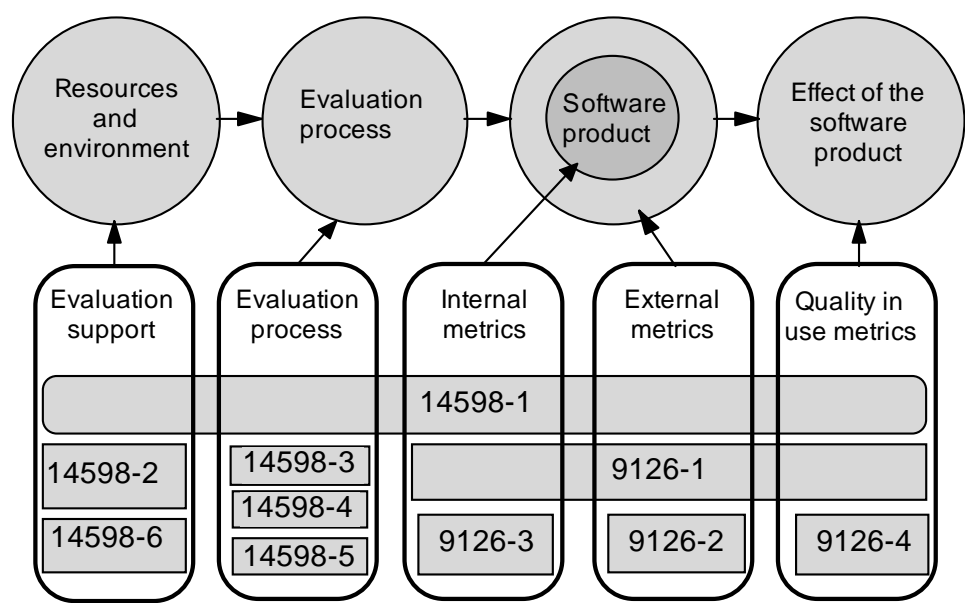 Resources
and
environment
Evaluation
process
Software
product
Effect of the
software
product
Evaluation
support
Evaluation
process
Internal
metrics
External
metrics
Quality in
use metrics
14598-1
14598-2
14598-6
14598-3
14598-4
14598-5
9126-1
9126-3
9126-2
9126-4